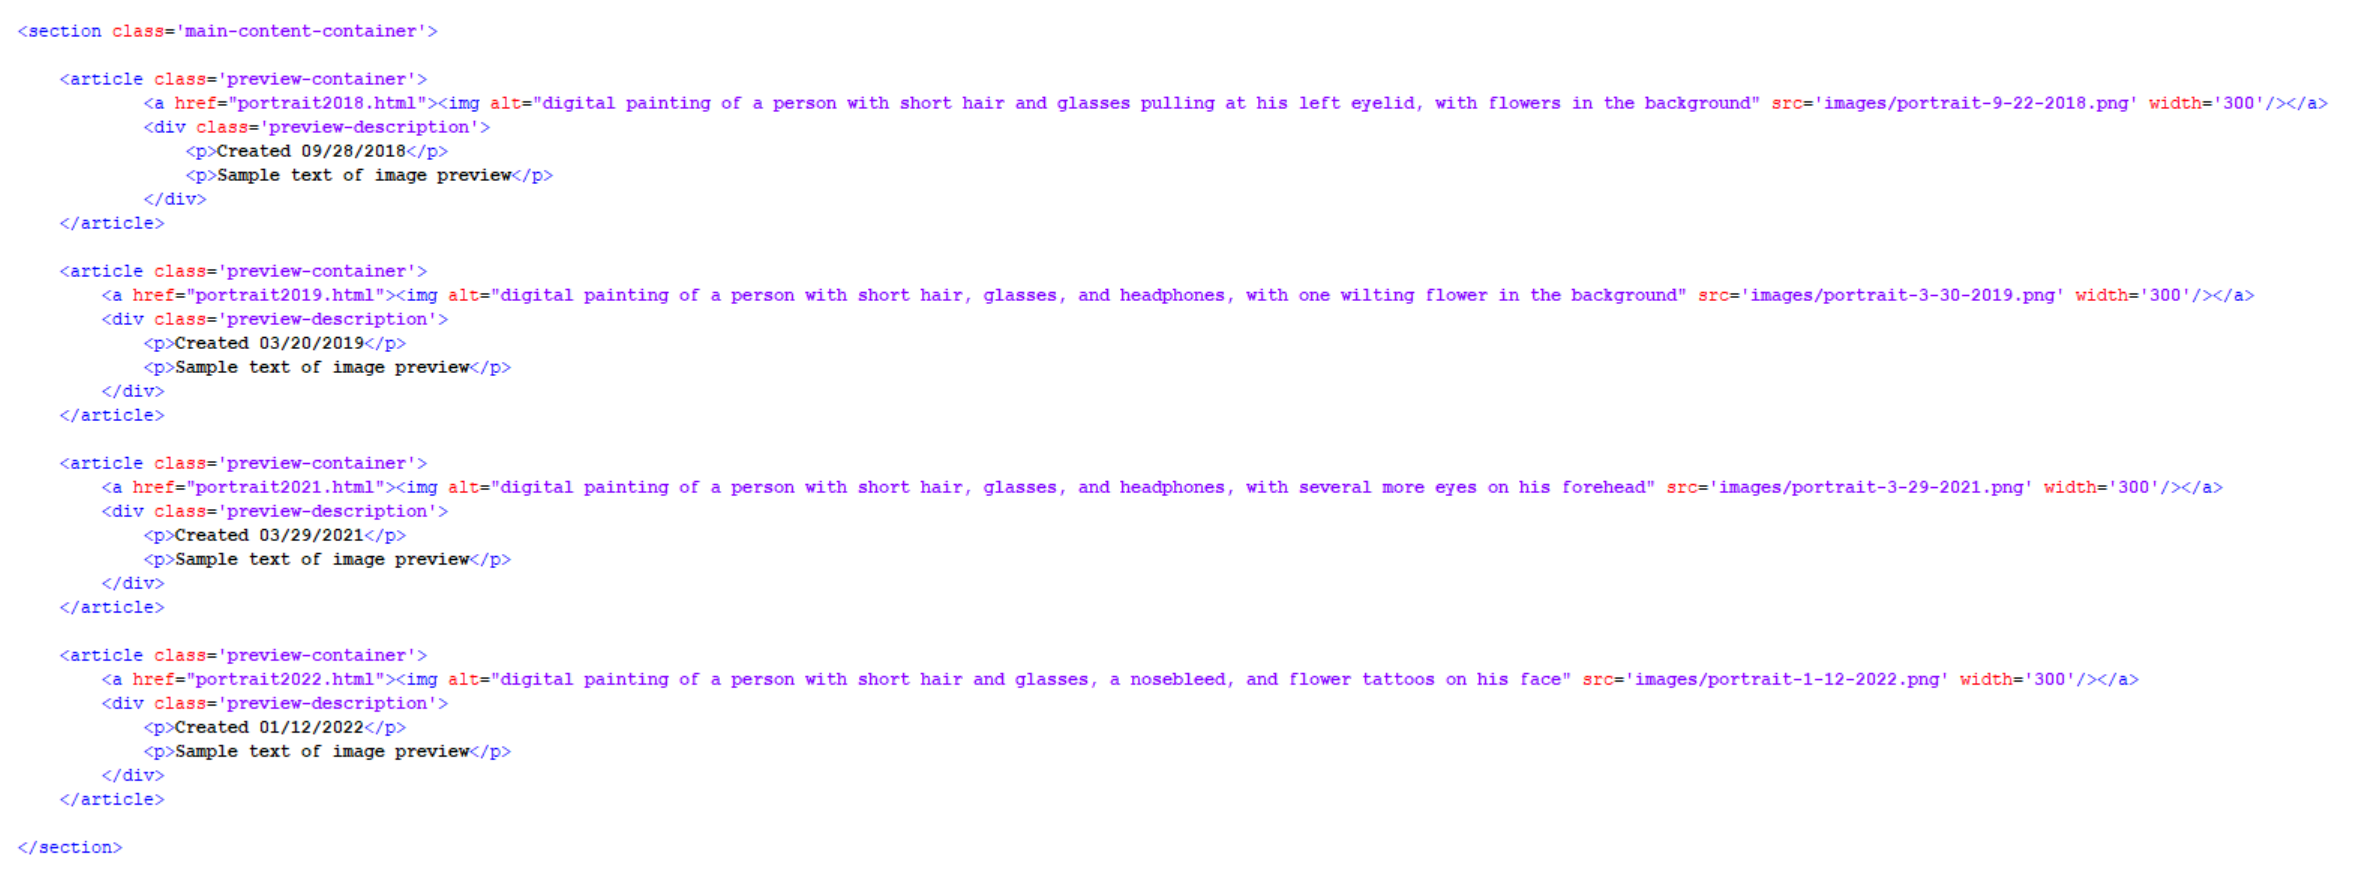 <section class='main-content-container'>
<article class='preview-container'>
<a href="portrait2018.html"><img alt="digital painting of a person with short hair and glasses pulling at his left eyelid, with flowers in the background" src='images/portrait-9-22-2018.png' width='300'/></a>
<div class='preview-description'>
<p>Created 09/28/2018</p>
<p>Sample text of image preview</p>
</div>
</article>
<article class='preview-container'>
<a href="portrait2019.html"><img alt="digital painting of a person with short hair, glasses, and headphones, with one wilting flower in the background" src='images/portrait-3-30-2019.png' width='300'/></a>
<div class='preview-description'>
<p>Created 03/20/2019</p>
<p>Sample text of image preview</p>
</div>
</article>
<article class='preview-container'>
<a href="portrait2021.html"><img alt="digital painting of a person with short hair, glasses, and headphones, with several more eyes on his forehead" src='images/portrait-3-29-2021.png' width='300'/></a>
<div class='preview-description'>
<p>Created 03/29/2021</p>
<p>Sample text of image preview</p>
</div>
</article>
<article class='preview-container'>
<a href="portrait2022.html"><img alt="digital painting of a person with short hair and glasses, a nosebleed, and flower tattoos on his face" src='images/portrait-1-12-2022.png' width='300'/></a>
<div class='preview-description'>
<p>Created 01/12/2022</p>
<p>Sample text of image preview</p>
</div>
</article>
</section>